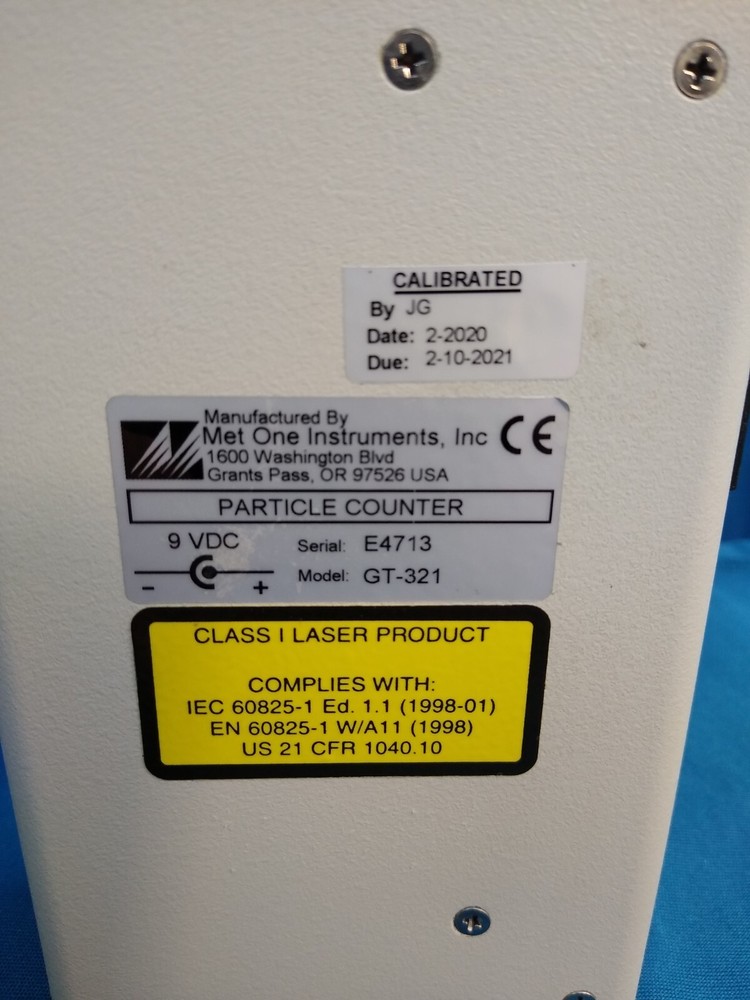 CALIBRATED
By JG
Date: 2-2020
Due: 2-10-2021
Manufactured By
Met One Instruments, Inc CE
1600 Washington Blvd
Grants Pass, OR 97526 USA
PARTICLE COUNTER
9 VDC Serial: E4713
- + Model: GT-321
CLASS I LASER PRODUCT
COMPLIES WITH:
IEC 60825-1 Ed. 1.1 (1998-01)
EN 60825-1 W/A11 (1998)
US 21 CFR 1040.10